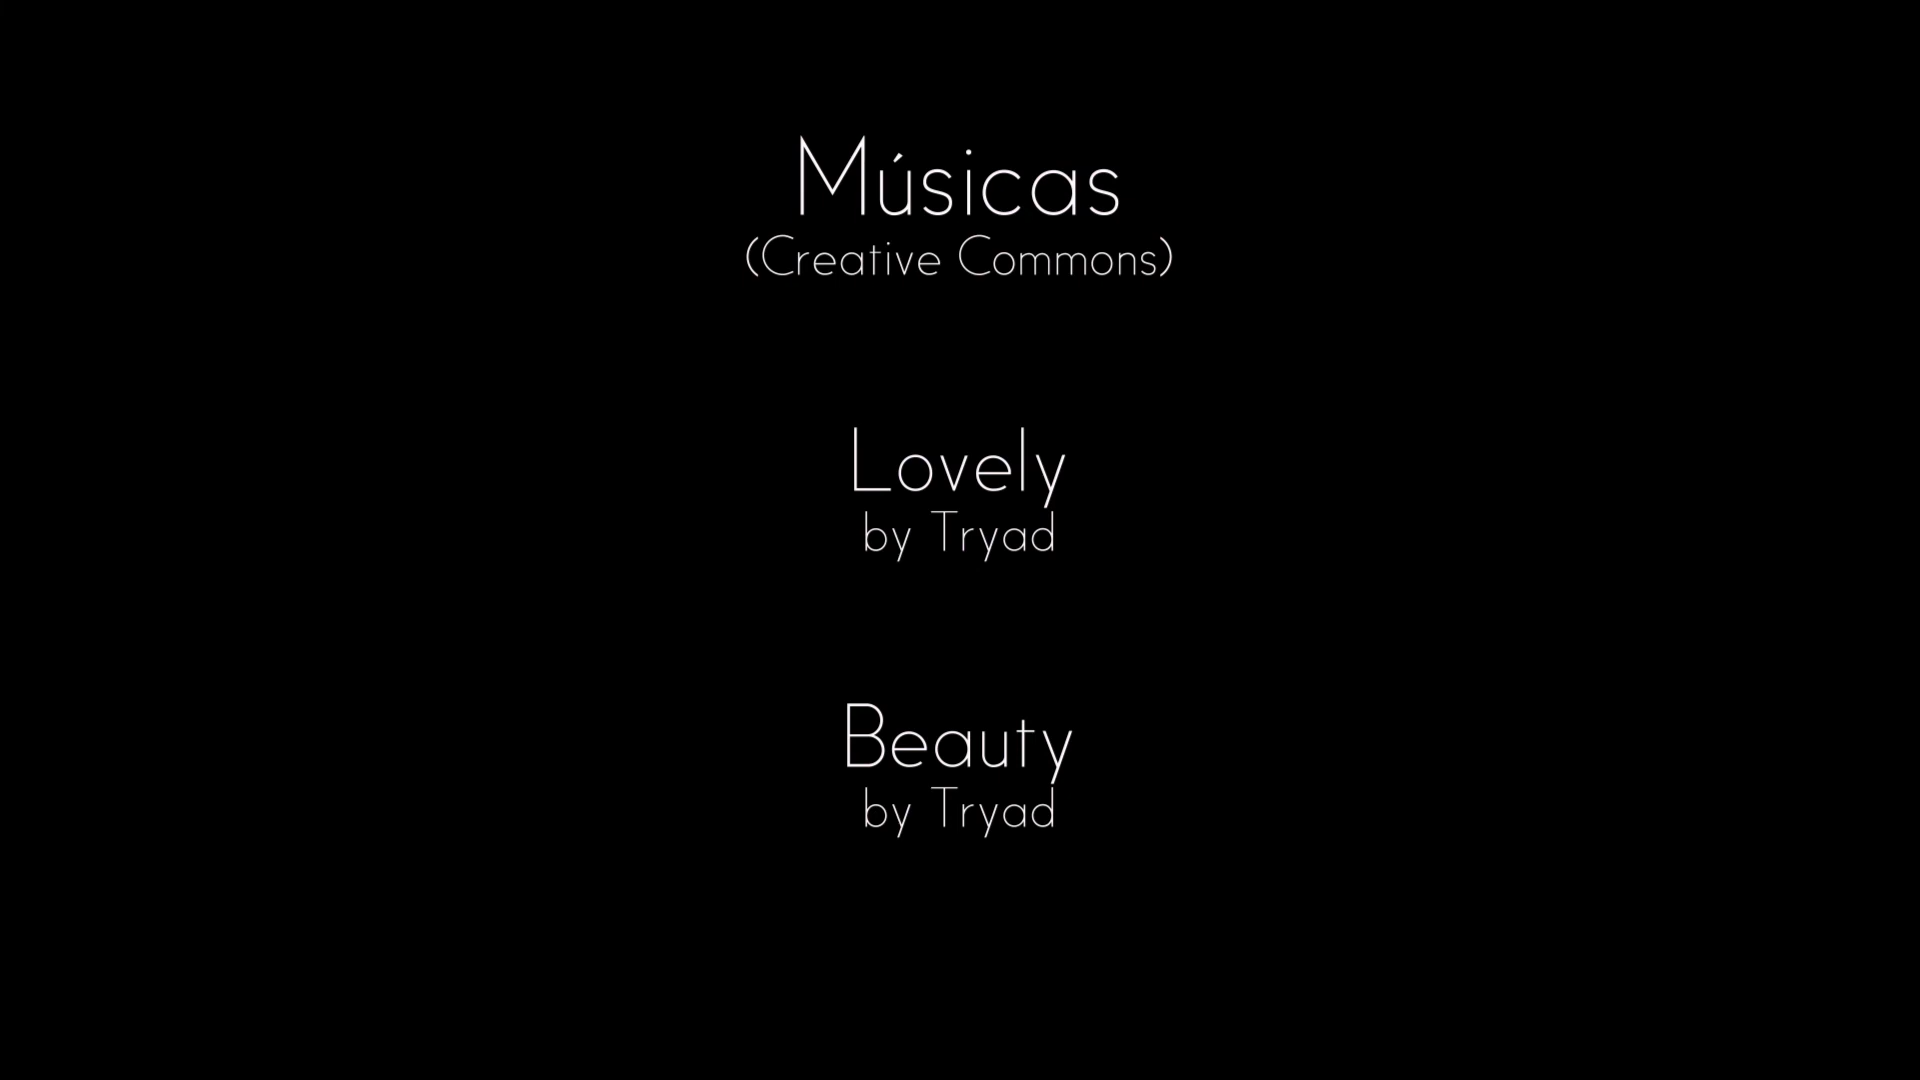 Músicas
(Creative Commons)
Lovely
by Tryad
Beauty
by Tryad